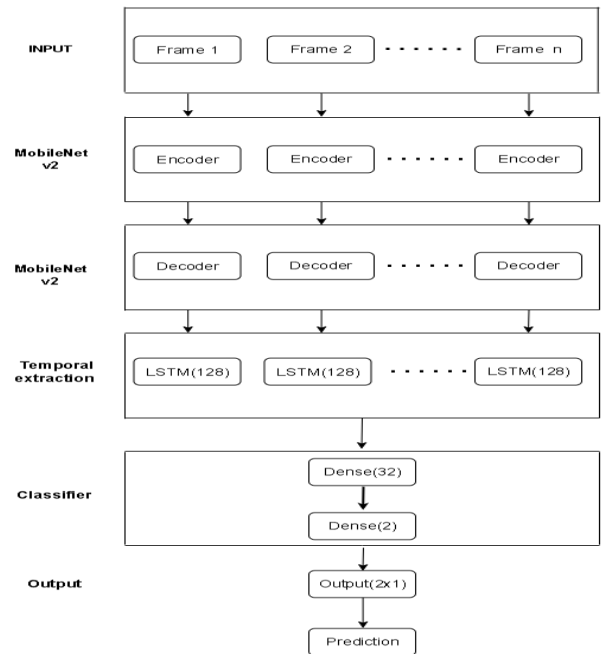 INPUT
Frame 1 Frame 2 Frame n
MobileNet
v2
Encoder Encoder Encoder
MobileNet
v2
Decoder Decoder Decoder
Temporal
extraction
LSTM(128) LSTM(128) LSTM(128)
Classifier
Dense(32)
Dense(2)
Output
Output(2x1)
Prediction